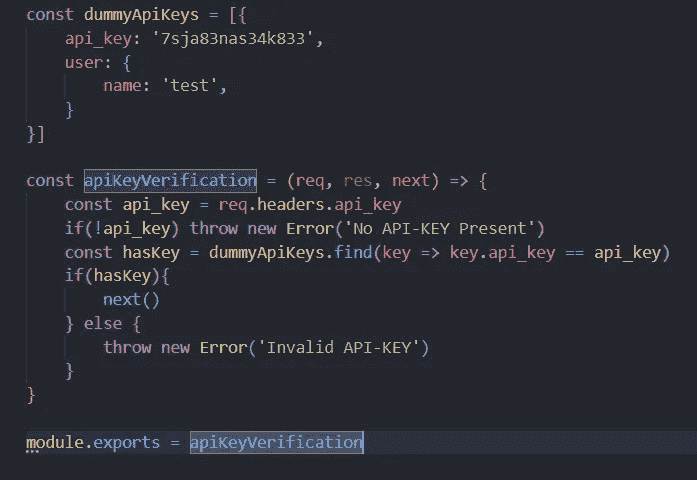 const dummyApiKeys = [{
    api_key: '7sja83nas34k833',
    user: {
        name: 'test',
    }
}]

const apiKeyVerification = (req, res, next) => {
    const api_key = req.headers.api_key
    if(!api_key) throw new Error('No API-KEY Present')
    const hasKey = dummyApiKeys.find(key => key.api_key == api_key)
    if(hasKey){
        next()
    } else {
        throw new Error('Invalid API-KEY')
    }
}

module.exports = apiKeyVerification